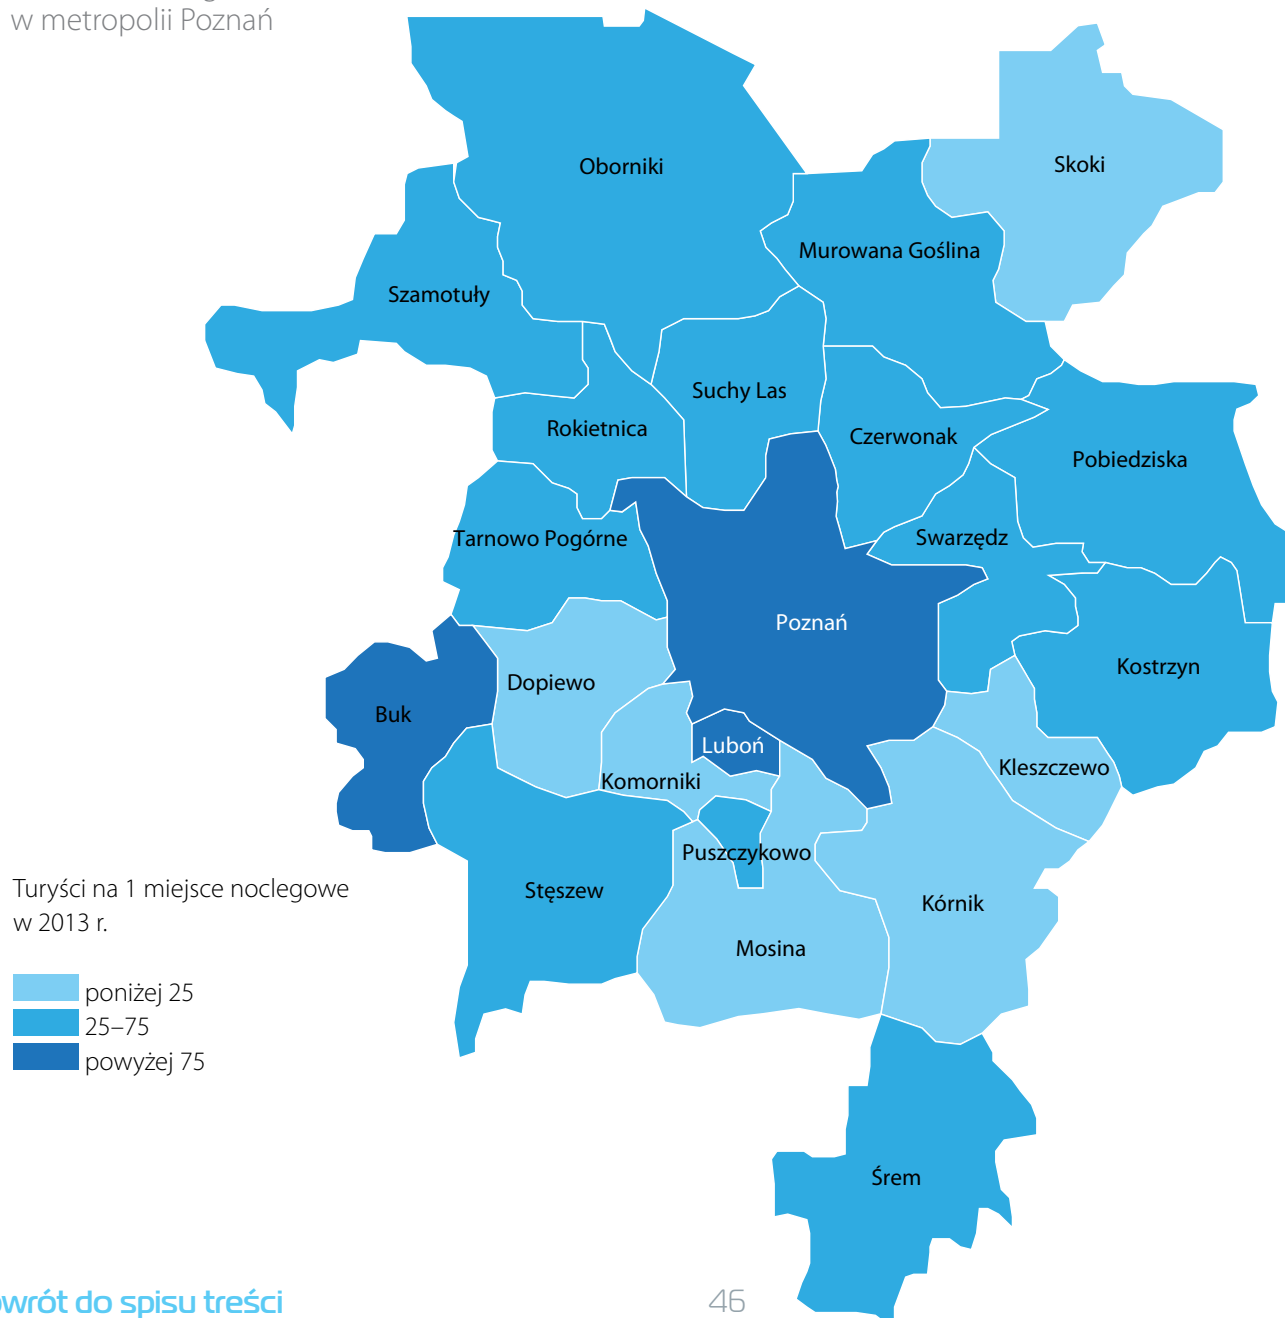 w metropolii Poznań
Oborniki
Skoki
Murowana Goślina
Szamotuły
Suchy Las
Rokietnica
Czerwonak
Pobiedziska
Tarnowo Pogórne
Swarzędz
Poznań
Kostrzyn
Dopiewo
Buk
Luboń
Kleszczewo
Komorniki
Puszczykowo
Stęszew
Kórnik
Mosina
Śrem
Turyści na 1 miejsce noclegowe
w 2013 r.
poniżej 25
25–75
powyżej 75
do spisu treści
46